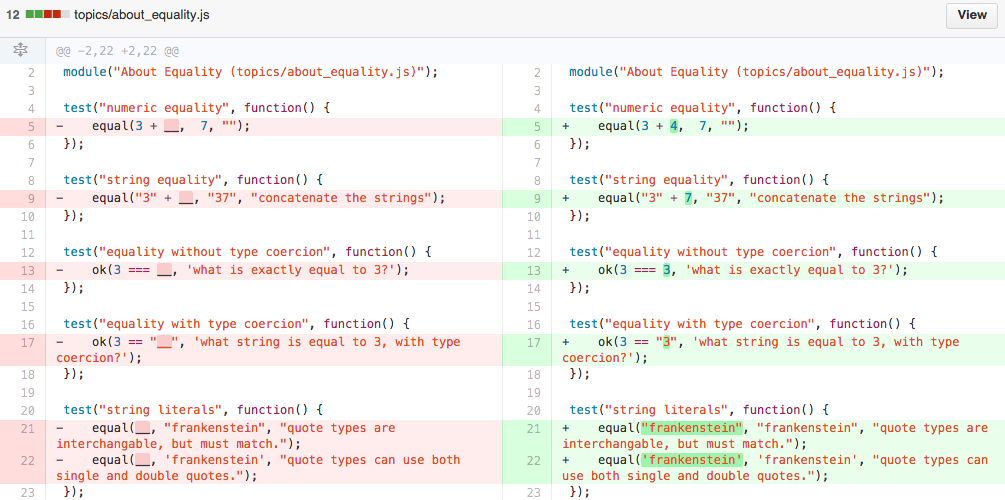 12 topics/about_equality.js View
@@ -2,22 +2,22 @@
2 module("About Equality (topics/about_equality.js)");
3
4 test("numeric equality", function() {
5 -    equal(3 + __,  7, "");
6 });
7
8 test("string equality", function() {
9 -    equal("3" + __, "37", "concatenate the strings");
10 });
11
12 test("equality without type coercion", function() {
13 -    ok(3 === __, 'what is exactly equal to 3?');
14 });
15
16 test("equality with type coercion", function() {
17 -    ok(3 == "__", 'what string is equal to 3, with type
coercion?');
18 });
19
20 test("string literals", function() {
21 -    equal(__, "frankenstein", "quote types are
interchangable, but must match.");
22 -    equal(__, 'frankenstein', "quote types can use both
single and double quotes.");
23 });
2 module("About Equality (topics/about_equality.js)");
3
4 test("numeric equality", function() {
5 +    equal(3 + 4,  7, "");
6 });
7
8 test("string equality", function() {
9 +    equal("3" + 7, "37", "concatenate the strings");
10 });
11
12 test("equality without type coercion", function() {
13 +    ok(3 === 3, 'what is exactly equal to 3?');
14 });
15
16 test("equality with type coercion", function() {
17 +    ok(3 == "3", 'what string is equal to 3, with type
coercion?');
18 });
19
20 test("string literals", function() {
21 +    equal("frankenstein", "frankenstein", "quote types are
interchangable, but must match.");
22 +    equal('frankenstein', 'frankenstein', "quote types can
use both single and double quotes.");
23 });